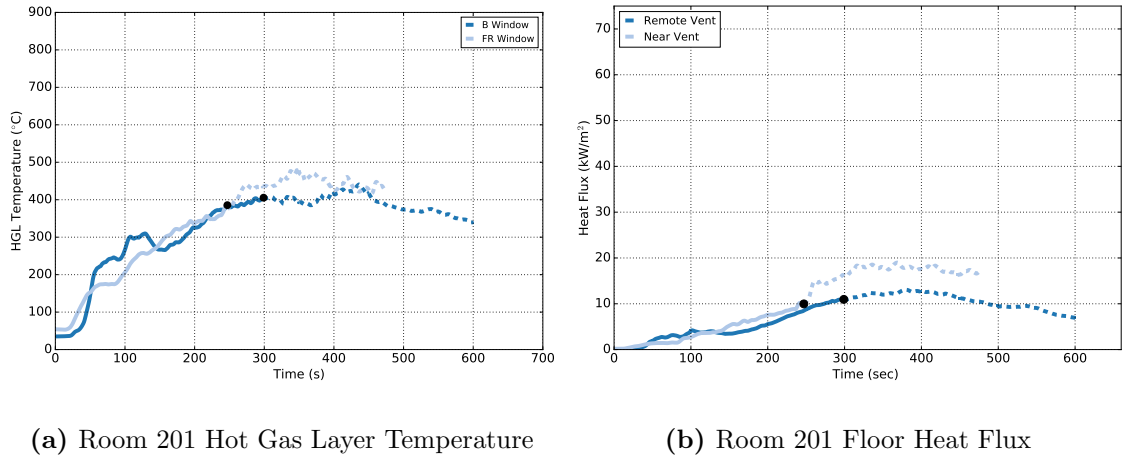 900
800
700
600
500
400
300
200
100
0
HGL Temperature (°C)
B Window
FR Window
0 100 200 300 400 500 600 700
Time (s)
70
60
50
40
30
20
10
0
Heat Flux (kW/m²)
Remote Vent
Near Vent
0 100 200 300 400 500 600
Time (sec)
(a) Room 201 Hot Gas Layer Temperature
(b) Room 201 Floor Heat Flux